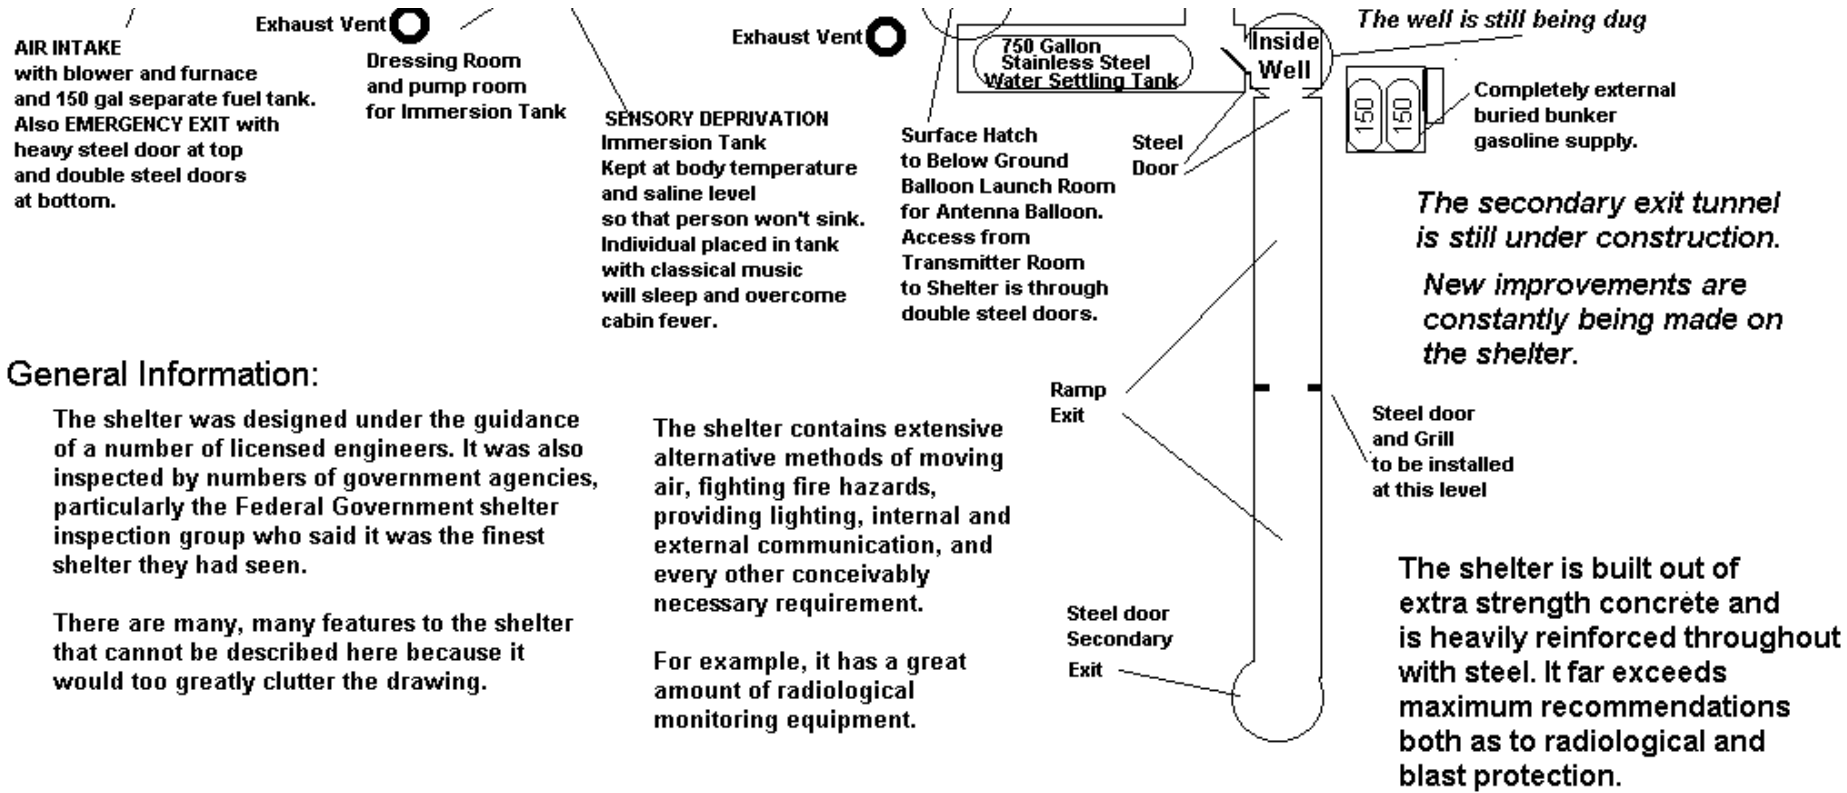 AIR INTAKE
with blower and furnace
and 150 gal separate fuel tank.
Also EMERGENCY EXIT with
heavy steel door at top
and double steel doors
at bottom.
Exhaust Vent
Dressing Room
and pump room
for Immersion Tank
SENSORY DEPRIVATION
Immersion Tank
Kept at body temperature
and saline level
so that person won't sink.
Individual placed in tank
with classical music
will sleep and overcome
cabin fever.
Exhaust Vent
Surface Hatch
to Below Ground
Balloon Launch Room
for Antenna Balloon.
Access from
Transmitter Room
to Shelter is through
double steel doors.
750 Gallon
Stainless Steel
Water Settling Tank
Inside
Well
The well is still being dug
Steel
Door
150
150
Completely external
buried bunker
gasoline supply.
The secondary exit tunnel
is still under construction.
New improvements are
constantly being made on
the shelter.
Ramp
Exit
Steel door
and Grill
to be installed
at this level
Steel door
Secondary
Exit
General Information:
The shelter was designed under the guidance
of a number of licensed engineers. It was also
inspected by numbers of government agencies,
particularly the Federal Government shelter
inspection group who said it was the finest
shelter they had seen.
There are many, many features to the shelter
that cannot be described here because it
would too greatly clutter the drawing.
The shelter contains extensive
alternative methods of moving
air, fighting fire hazards,
providing lighting, internal and
external communication, and
every other conceivably
necessary requirement.
For example, it has a great
amount of radiological
monitoring equipment.
The shelter is built out of
extra strength concrete and
is heavily reinforced throughout
with steel. It far exceeds
maximum recommendations
both as to radiological and
blast protection.